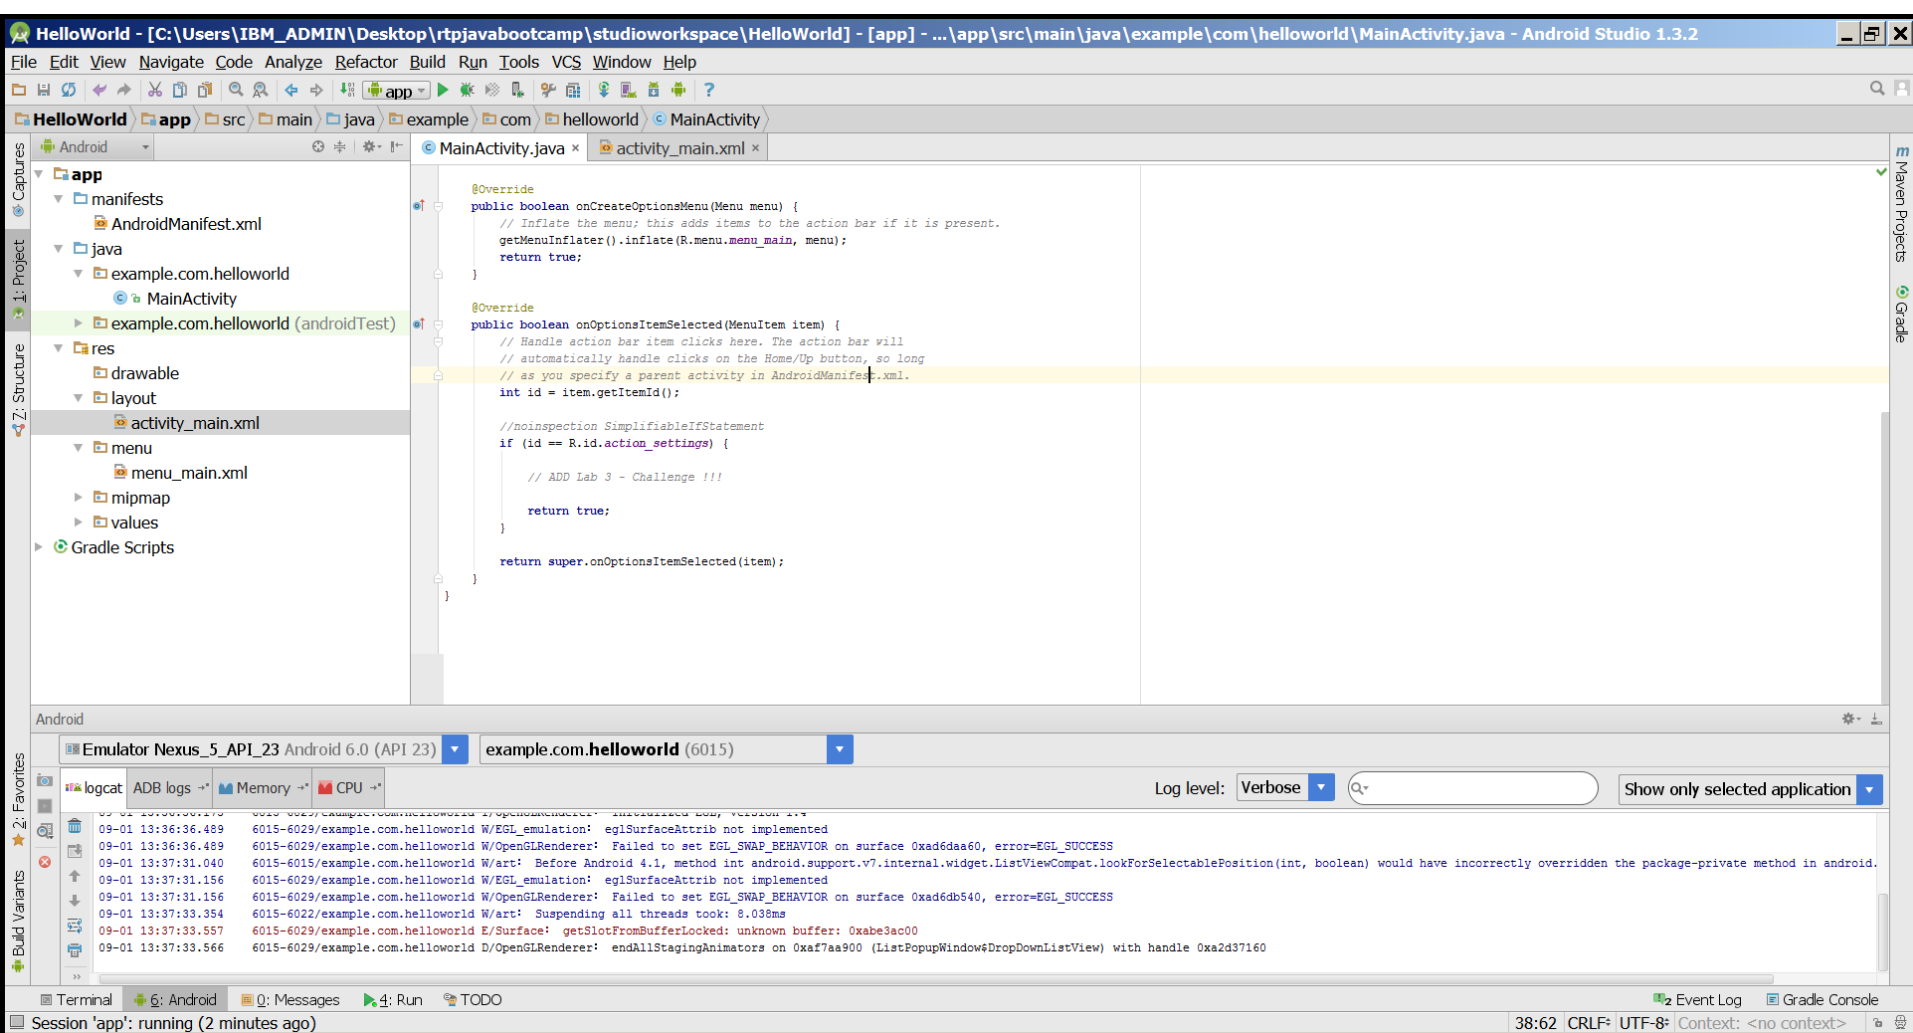 HelloWorld - [C:\Users\IBM_ADMIN\Desktop\rtpjavabootcamp\studioworkspace\HelloWorld] - [app] - ...\app\src\main\java\example\com\helloworld\MainActivity.java - Android Studio 1.3.2
File Edit View Navigate Code Analyze Refactor Build Run Tools VCS Window Help
app
HelloWorld app src main java example com helloworld MainActivity
Android
MainActivity.java × activity_main.xml ×
Captures
1: Project
Z: Structure
2: Favorites
Build Variants
app
manifests
AndroidManifest.xml
java
example.com.helloworld
MainActivity
example.com.helloworld (androidTest)
res
drawable
layout
activity_main.xml
menu
menu_main.xml
mipmap
values
Gradle Scripts
@Override
public boolean onCreateOptionsMenu(Menu menu) {
// Inflate the menu; this adds items to the action bar if it is present.
getMenuInflater().inflate(R.menu.menu_main, menu);
return true;
}
@Override
public boolean onOptionsItemSelected(MenuItem item) {
// Handle action bar item clicks here. The action bar will
// automatically handle clicks on the Home/Up button, so long
// as you specify a parent activity in AndroidManifest.xml.
int id = item.getItemId();
//noinspection SimplifiableIfStatement
if (id == R.id.action_settings) {
// ADD Lab 3 - Challenge !!!
return true;
}
return super.onOptionsItemSelected(item);
}
}
m Maven Projects
Gradle
Android
Emulator Nexus_5_API_23 Android 6.0 (API 23) example.com.helloworld (6015)
logcat ADB logs Memory CPU Log level: Verbose Show only selected application
09-01 13:36:36.489 6015-6029/example.com.helloworld W/EGL_emulation: eglSurfaceAttrib not implemented
09-01 13:36:36.489 6015-6029/example.com.helloworld W/OpenGLRenderer: Failed to set EGL_SWAP_BEHAVIOR on surface 0xad6daa60, error=EGL_SUCCESS
09-01 13:37:31.040 6015-6015/example.com.helloworld W/art: Before Android 4.1, method int android.support.v7.internal.widget.ListViewCompat.lookForSelectablePosition(int, boolean) would have incorrectly overridden the package-private method in android.
09-01 13:37:31.156 6015-6029/example.com.helloworld W/EGL_emulation: eglSurfaceAttrib not implemented
09-01 13:37:31.156 6015-6029/example.com.helloworld W/OpenGLRenderer: Failed to set EGL_SWAP_BEHAVIOR on surface 0xad6db540, error=EGL_SUCCESS
09-01 13:37:33.354 6015-6022/example.com.helloworld W/art: Suspending all threads took: 8.038ms
09-01 13:37:33.557 6015-6029/example.com.helloworld E/Surface: getSlotFromBufferLocked: unknown buffer: 0xabe3ac00
09-01 13:37:33.566 6015-6029/example.com.helloworld D/OpenGLRenderer: endAllStagingAnimators on 0xaf7aa900 (ListPopupWindow$DropDownListView) with handle 0xa2d37160
Terminal 6: Android 0: Messages 4: Run TODO 2 Event Log Gradle Console
Session 'app': running (2 minutes ago) 38:62 CRLF UTF-8 Context: <no context>